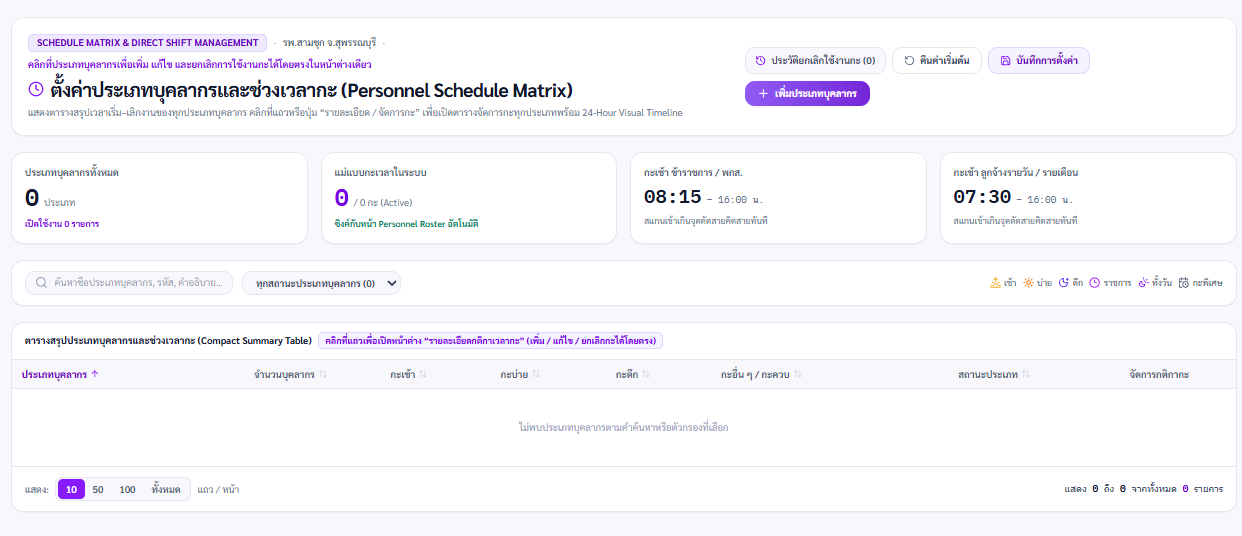 SCHEDULE MATRIX & DIRECT SHIFT MANAGEMENT · รพ.สามชุก จ.สุพรรณบุรี ·
คลิกที่ประเภทบุคลากรเพื่อเพิ่ม แก้ไข และยกเลิกการใช้งานกะได้โดยตรงในหน้าต่างเดียว
ตั้งค่าประเภทบุคลากรและช่วงเวลากะ (Personnel Schedule Matrix)
แสดงตารางสรุปเวลาเริ่ม–เลิกงานของทุกประเภทบุคลากร คลิกที่แถวหรือปุ่ม “รายละเอียด / จัดการกะ” เพื่อเปิดตารางจัดการกะทุกประเภทพร้อม 24-Hour Visual Timeline
ประวัติยกเลิกใช้งานกะ (0) คืนค่าเริ่มต้น บันทึกการตั้งค่า
เพิ่มประเภทบุคลากร
ประเภทบุคลากรทั้งหมด
0 ประเภท
เปิดใช้งาน 0 รายการ
แม่แบบกะเวลาในระบบ
0 / 0 กะ (Active)
ซิงค์กับหน้า Personnel Roster อัตโนมัติ
กะเช้า ข้าราชการ / พกส.
08:15 – 16:00 น.
สแกนเข้าเกินจุดตัดสายคิดสายทันที
กะเช้า ลูกจ้างรายวัน / รายเดือน
07:30 – 16:00 น.
สแกนเข้าเกินจุดตัดสายคิดสายทันที
ค้นหาชื่อประเภทบุคลากร, รหัส, คำอธิบาย... ทุกสถานะประเภทบุคลากร (0) เช้า บ่าย ดึก ราชการ ทั้งวัน กะพิเศษ
ตารางสรุปประเภทบุคลากรและช่วงเวลากะ (Compact Summary Table) คลิกที่แถวเพื่อเปิดหน้าต่าง “รายละเอียดกติกาเวลากะ” (เพิ่ม / แก้ไข / ยกเลิกกะได้โดยตรง)
ประเภทบุคลากร ↑ จำนวนบุคลากร กะเช้า กะบ่าย กะดึก กะอื่น ๆ / กะควบ สถานะประเภท จัดการกติกากะ
ไม่พบประเภทบุคลากรตามคำค้นหาหรือตัวกรองที่เลือก
แสดง: 10 50 100 ทั้งหมด แถว / หน้า แสดง 0 ถึง 0 จากทั้งหมด 0 รายการ